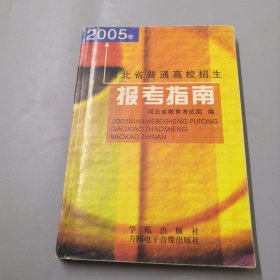 2005年
河北省普通高校招生
报考指南
河北省教育考试院 编
2005NIAN HEBEISHENG PUTONG
GAOXIAO ZHAOSHENG
BAOKAO ZHINAN
学苑出版社
方圆电子音像出版社